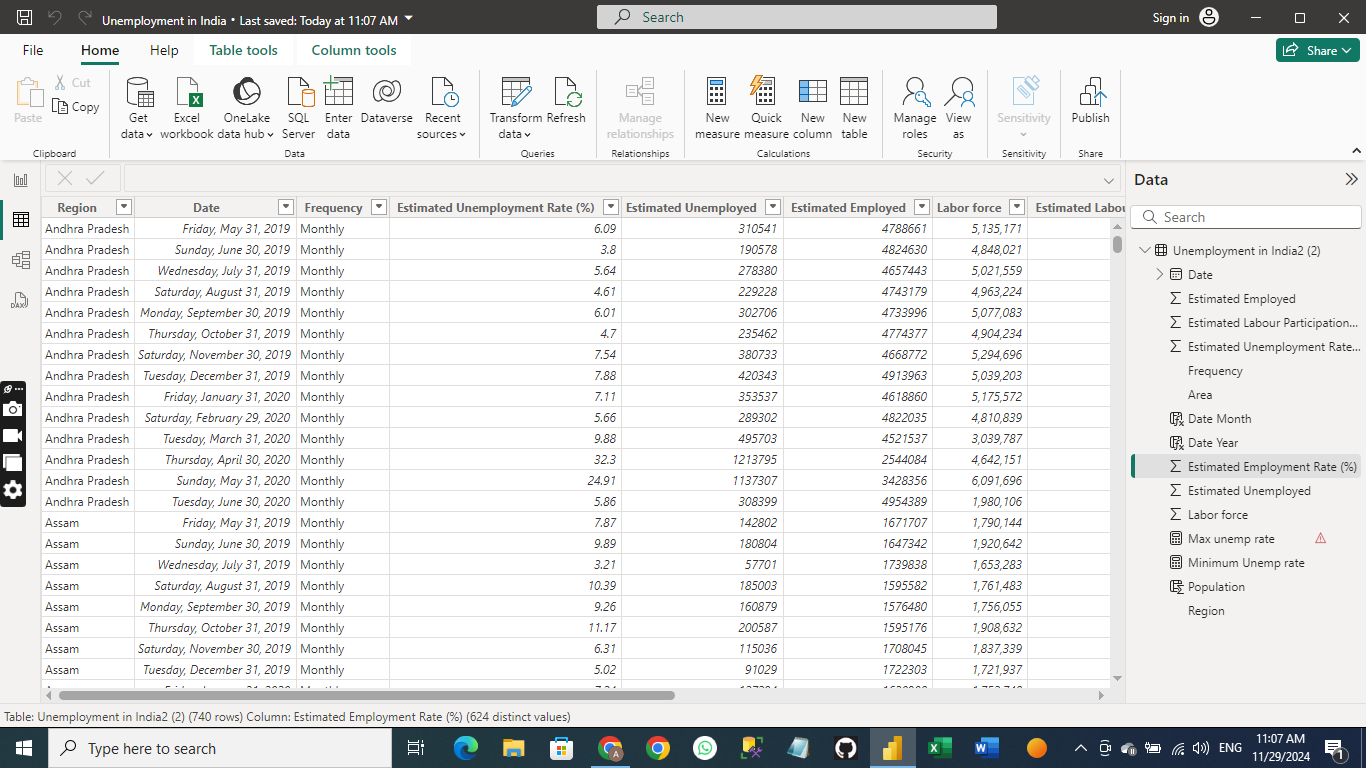 Unemployment in India • Last saved: Today at 11:07 AM
Search
Sign in
File
Home
Help
Table tools
Column tools
Share
Paste
Cut
Copy
Get data
Excel workbook
OneLake data hub
SQL Server
Enter data
Dataverse
Recent sources
Transform data
Refresh
Manage relationships
New measure
Quick measure
New column
New table
Manage roles
View as
Sensitivity
Publish
Clipboard
Data
Queries
Relationships
Calculations
Security
Sensitivity
Share
Region Date Frequency Estimated Unemployment Rate (%) Estimated Unemployed Estimated Employed Labor force Estimated Labou
Andhra Pradesh Friday, May 31, 2019 Monthly 6.09 310541 4788661 5,135,171
Andhra Pradesh Sunday, June 30, 2019 Monthly 3.8 190578 4824630 4,848,021
Andhra Pradesh Wednesday, July 31, 2019 Monthly 5.64 278380 4657443 5,021,559
Andhra Pradesh Saturday, August 31, 2019 Monthly 4.61 229228 4743179 4,963,224
Andhra Pradesh Monday, September 30, 2019 Monthly 6.01 302706 4733996 5,077,083
Andhra Pradesh Thursday, October 31, 2019 Monthly 4.7 235462 4774377 4,904,234
Andhra Pradesh Saturday, November 30, 2019 Monthly 7.54 380733 4668772 5,294,696
Andhra Pradesh Tuesday, December 31, 2019 Monthly 7.88 420343 4913963 5,039,203
Andhra Pradesh Friday, January 31, 2020 Monthly 7.11 353537 4618860 5,175,572
Andhra Pradesh Saturday, February 29, 2020 Monthly 5.66 289302 4822035 4,810,839
Andhra Pradesh Tuesday, March 31, 2020 Monthly 9.88 495703 4521537 3,039,787
Andhra Pradesh Thursday, April 30, 2020 Monthly 32.3 1213795 2544084 4,642,151
Andhra Pradesh Sunday, May 31, 2020 Monthly 24.91 1137307 3428356 6,091,696
Andhra Pradesh Tuesday, June 30, 2020 Monthly 5.86 308399 4954389 1,980,106
Assam Friday, May 31, 2019 Monthly 7.87 142802 1671707 1,790,144
Assam Sunday, June 30, 2019 Monthly 9.89 180804 1647342 1,920,642
Assam Wednesday, July 31, 2019 Monthly 3.21 57701 1739838 1,653,283
Assam Saturday, August 31, 2019 Monthly 10.39 185003 1595582 1,761,483
Assam Monday, September 30, 2019 Monthly 9.26 160879 1576480 1,756,055
Assam Thursday, October 31, 2019 Monthly 11.17 200587 1595176 1,908,632
Assam Saturday, November 30, 2019 Monthly 6.31 115036 1708045 1,837,339
Assam Tuesday, December 31, 2019 Monthly 5.02 91029 1722303 1,721,937
Data
Search
Unemployment in India2 (2)
Date
Estimated Employed
Estimated Labour Participation...
Estimated Unemployment Rate...
Frequency
Area
Date Month
Date Year
Estimated Employment Rate (%)
Estimated Unemployed
Labor force
Max unemp rate
Minimum Unemp rate
Population
Region
Table: Unemployment in India2 (2) (740 rows) Column: Estimated Employment Rate (%) (624 distinct values)
Type here to search
ENG
11:07 AM
11/29/2024
1